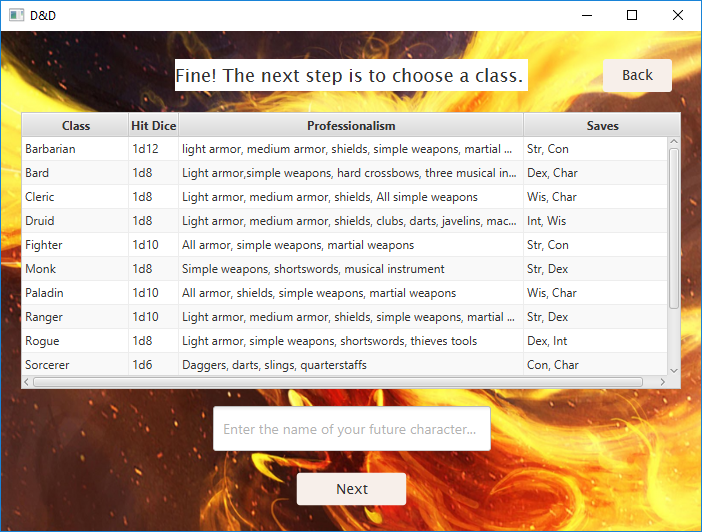 D&D
Fine! The next step is to choose a class.
Back
Class Hit Dice Professionalism Saves
Barbarian 1d12 light armor, medium armor, shields, simple weapons, martial ... Str, Con
Bard 1d8 Light armor,simple weapons, hard crossbows, three musical in... Dex, Char
Cleric 1d8 Light armor, medium armor, shields, All simple weapons Wis, Char
Druid 1d8 Light armor, medium armor, shields, clubs, darts, javelins, mac... Int, Wis
Fighter 1d10 All armor, simple weapons, martial weapons Str, Con
Monk 1d8 Simple weapons, shortswords, musical instrument Str, Dex
Paladin 1d10 All armor, shields, simple weapons, martial weapons Wis, Char
Ranger 1d10 Light armor, medium armor, shields, simple weapons, martial ... Str, Dex
Rogue 1d8 Light armor, simple weapons, shortswords, thieves tools Dex, Int
Sorcerer 1d6 Daggers, darts, slings, quarterstaffs Con, Char
Enter the name of your future character...
Next